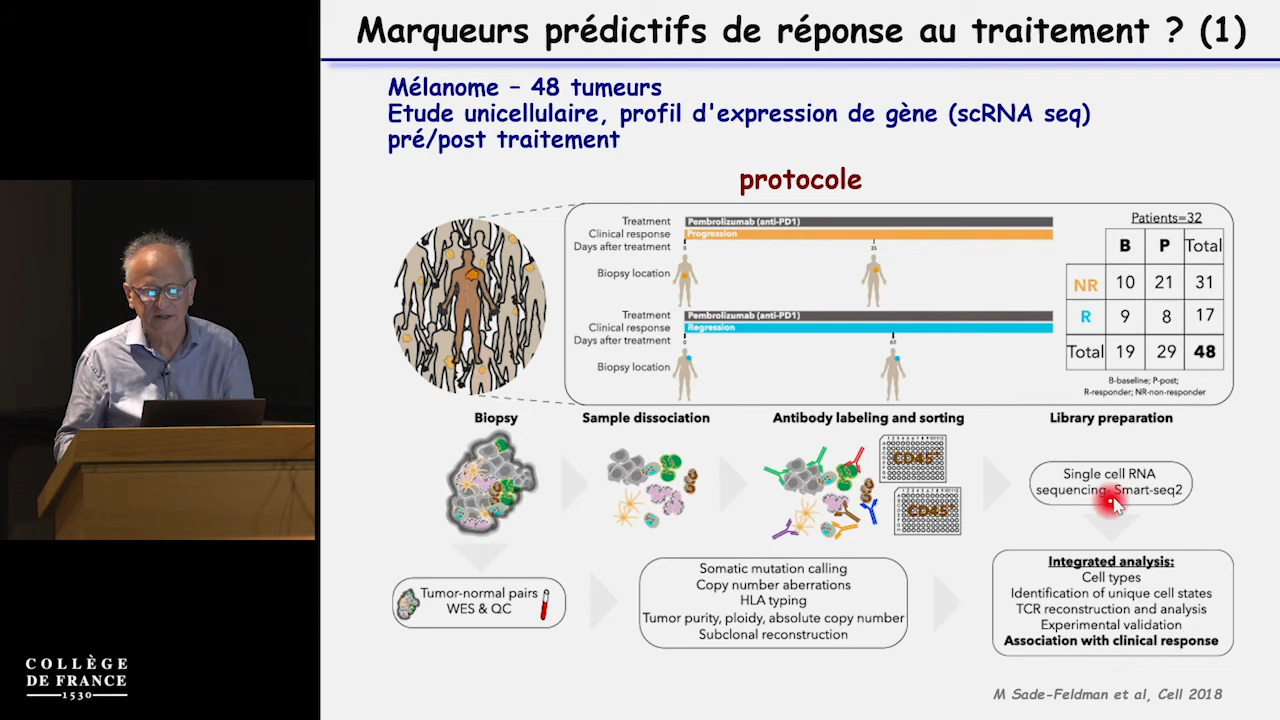 Marqueurs prédictifs de réponse au traitement ? (1)
Mélanome – 48 tumeurs
Etude unicellulaire, profil d'expression de gène (scRNA seq)
pré/post traitement
protocole
Treatment Pembrolizumab (anti-PD1)
Clinical response Progression
Days after treatment 0 35
Biopsy location
Treatment Pembrolizumab (anti-PD1)
Clinical response Regression
Days after treatment 0 63
Biopsy location
Patients=32
B P Total
NR 10 21 31
R 9 8 17
Total 19 29 48
B-baseline; P-post;
R-responder; NR-non-responder
Biopsy Sample dissociation Antibody labeling and sorting Library preparation
CD45+
CD45+
Single cell RNA
sequencing: Smart-seq2
Tumor-normal pairs
WES & QC
Somatic mutation calling
Copy number aberrations
HLA typing
Tumor purity, ploidy, absolute copy number
Subclonal reconstruction
Integrated analysis:
Cell types
Identification of unique cell states
TCR reconstruction and analysis
Experimental validation
Association with clinical response
M Sade-Feldman et al, Cell 2018
COLLÈGE
DE FRANCE
1530